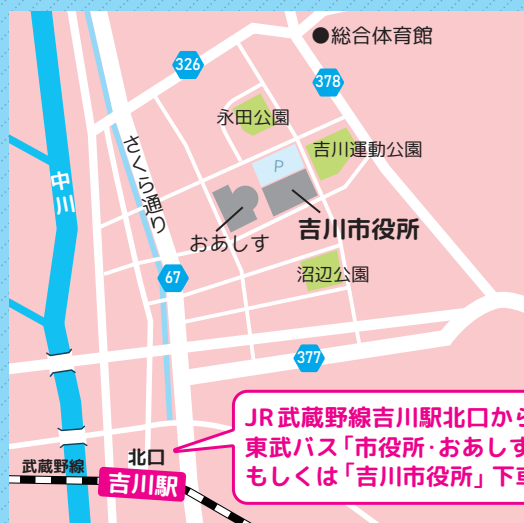 ●総合体育館
326
378
永田公園
さくら通り
吉川運動公園
P
中川
吉川市役所
おあしす
沼辺公園
67
377
JR武蔵野線吉川駅北口から
東武バス「市役所・おあしす
もしくは「吉川市役所」下車
北口
武蔵野線
吉川駅